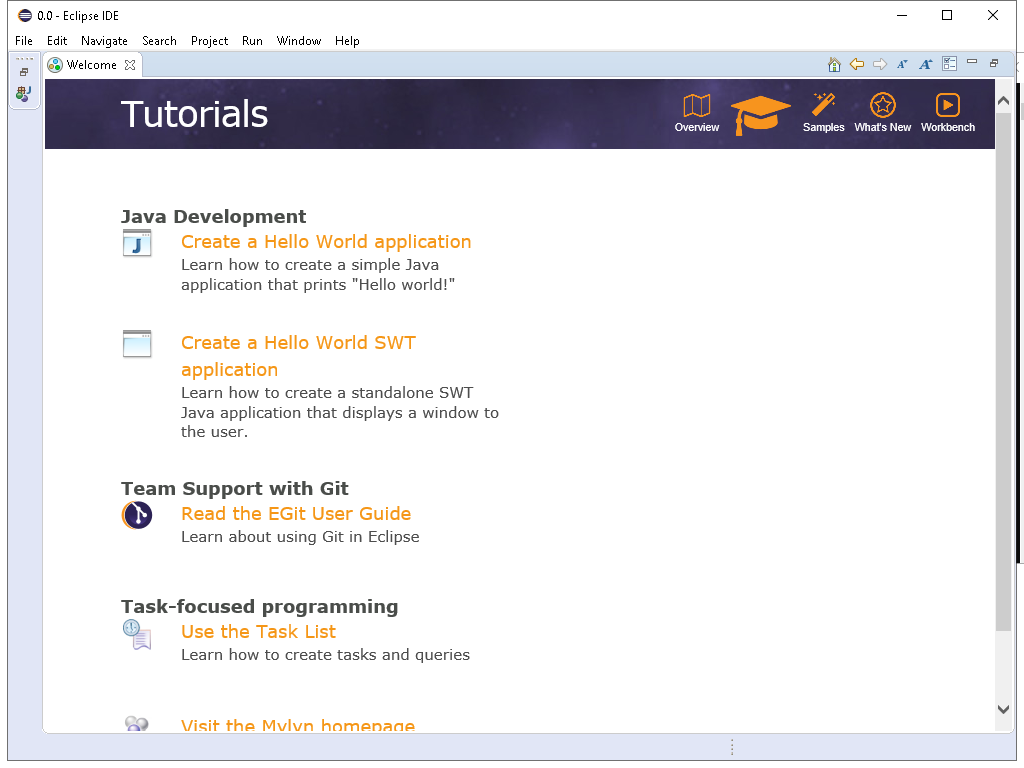 0.0 - Eclipse IDE
File Edit Navigate Search Project Run Window Help
Welcome
Tutorials
Overview Samples What's New Workbench
Java Development
Create a Hello World application
Learn how to create a simple Java
application that prints "Hello world!"
Create a Hello World SWT
application
Learn how to create a standalone SWT
Java application that displays a window to
the user.
Team Support with Git
Read the EGit User Guide
Learn about using Git in Eclipse
Task-focused programming
Use the Task List
Learn how to create tasks and queries
Visit the Mylyn homepage